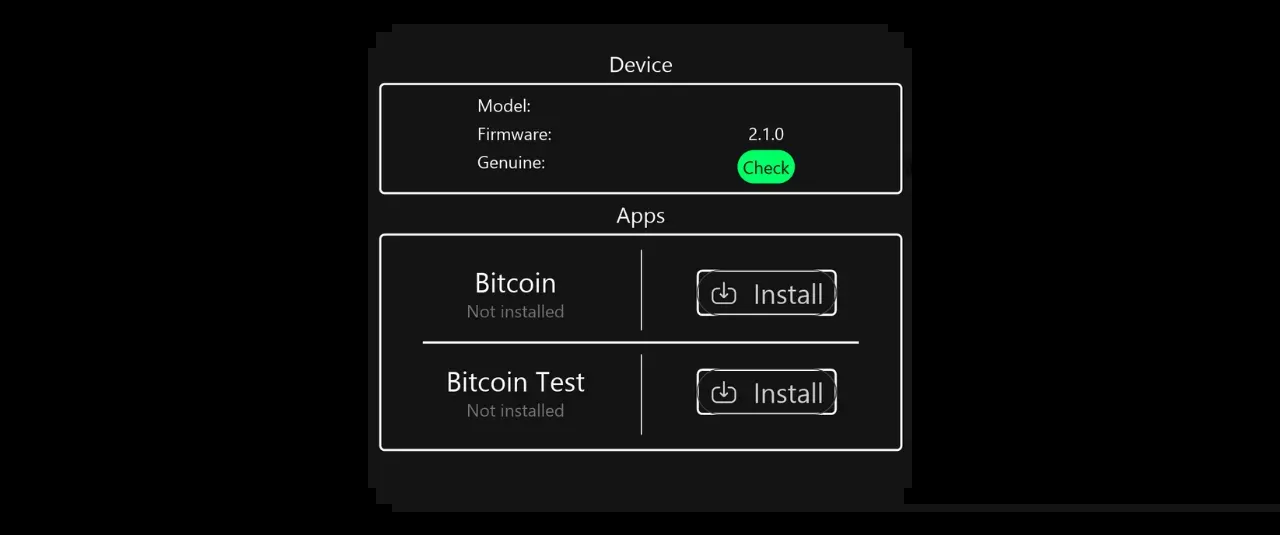 Device
Model:
Firmware: 2.1.0
Genuine: Check
Apps
Bitcoin
Not installed
Install
Bitcoin Test
Not installed
Install